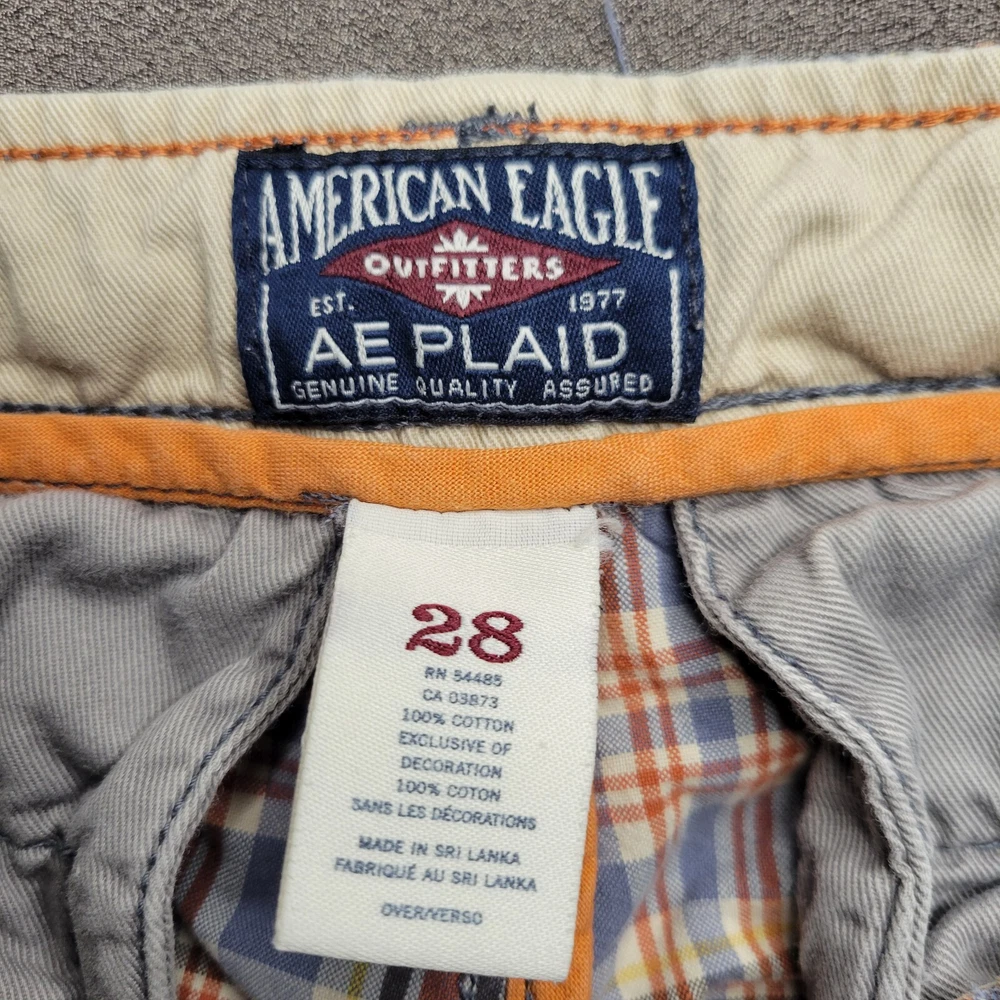 AMERICAN EAGLE
OUTFITTERS
EST. 1977
AE PLAID
GENUINE QUALITY ASSURED
28
RN 54485
CA 03873
100% COTTON
EXCLUSIVE OF
DECORATION
100% COTON
SANS LES DÉCORATIONS
MADE IN SRI LANKA
FABRIQUÉ AU SRI LANKA
OVER/VERSO